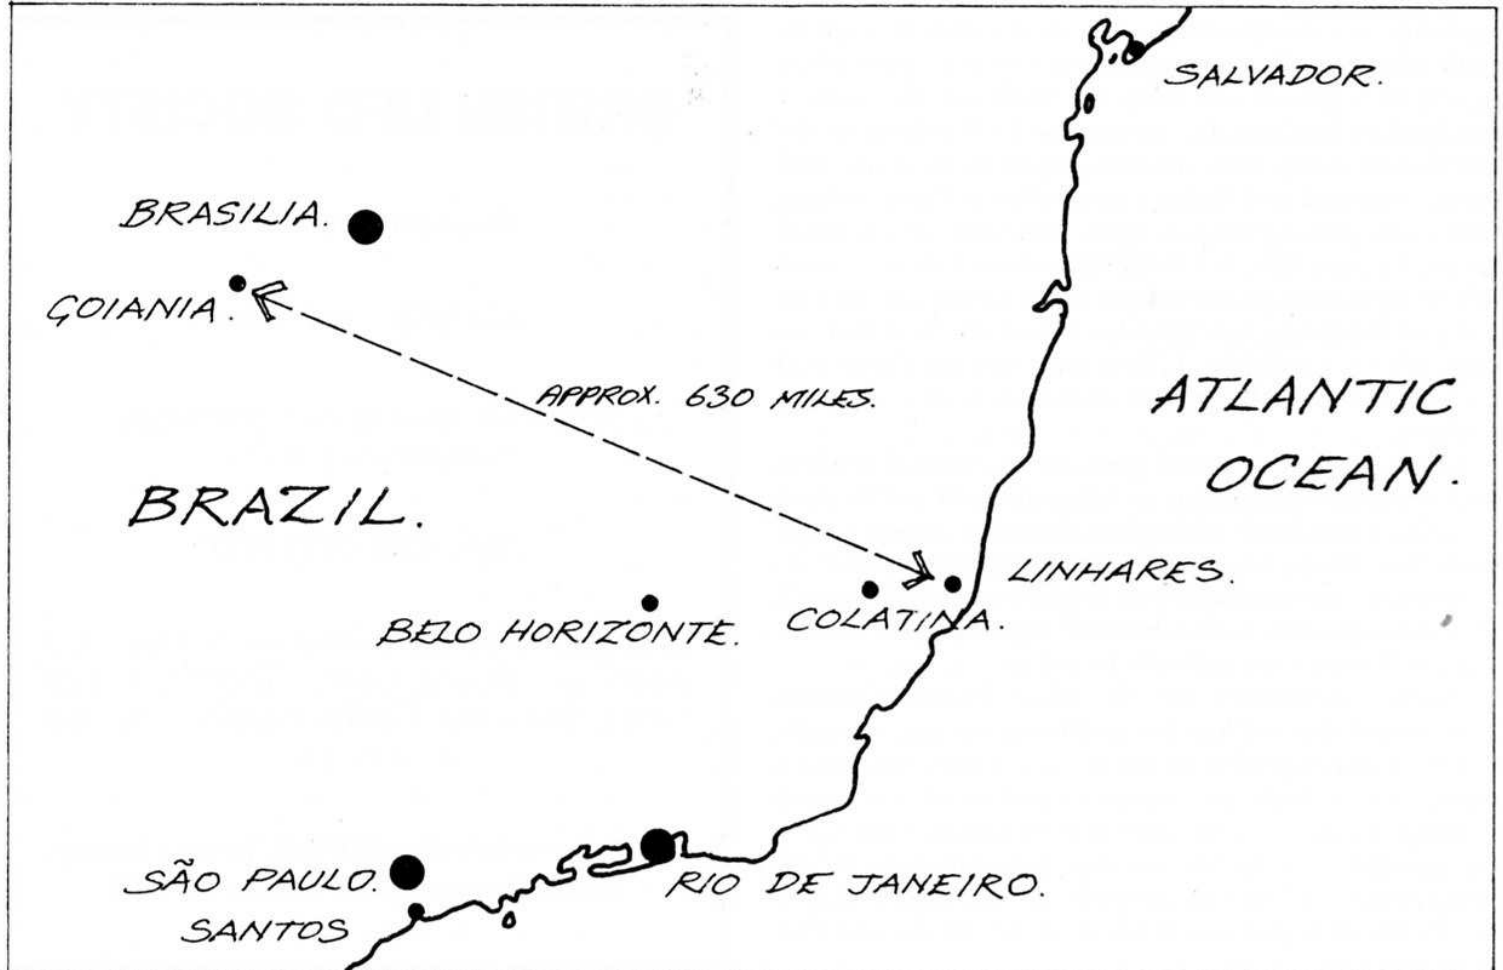 SALVADOR.
BRASILIA.
GOIANIA.
APPROX. 630 MILES.
ATLANTIC
OCEAN.
BRAZIL.
LINHARES.
COLATINA.
BELO HORIZONTE.
SÃO PAULO.
RIO DE JANEIRO.
SANTOS